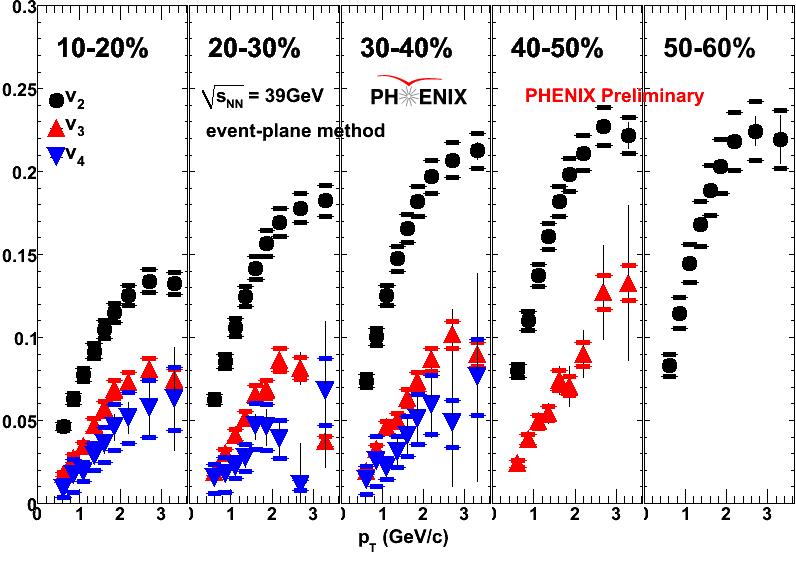 0.3
10-20% 20-30% 30-40% 40-50% 50-60%
0.25
v2 √sNN = 39GeV PHENIX PHENIX Preliminary
v3 event-plane method
v4
0.2
0.15
0.1
0.05
0
0 1 2 3 0 1 2 3 0 1 2 3 0 1 2 3 0 1 2 3
pT (GeV/c)